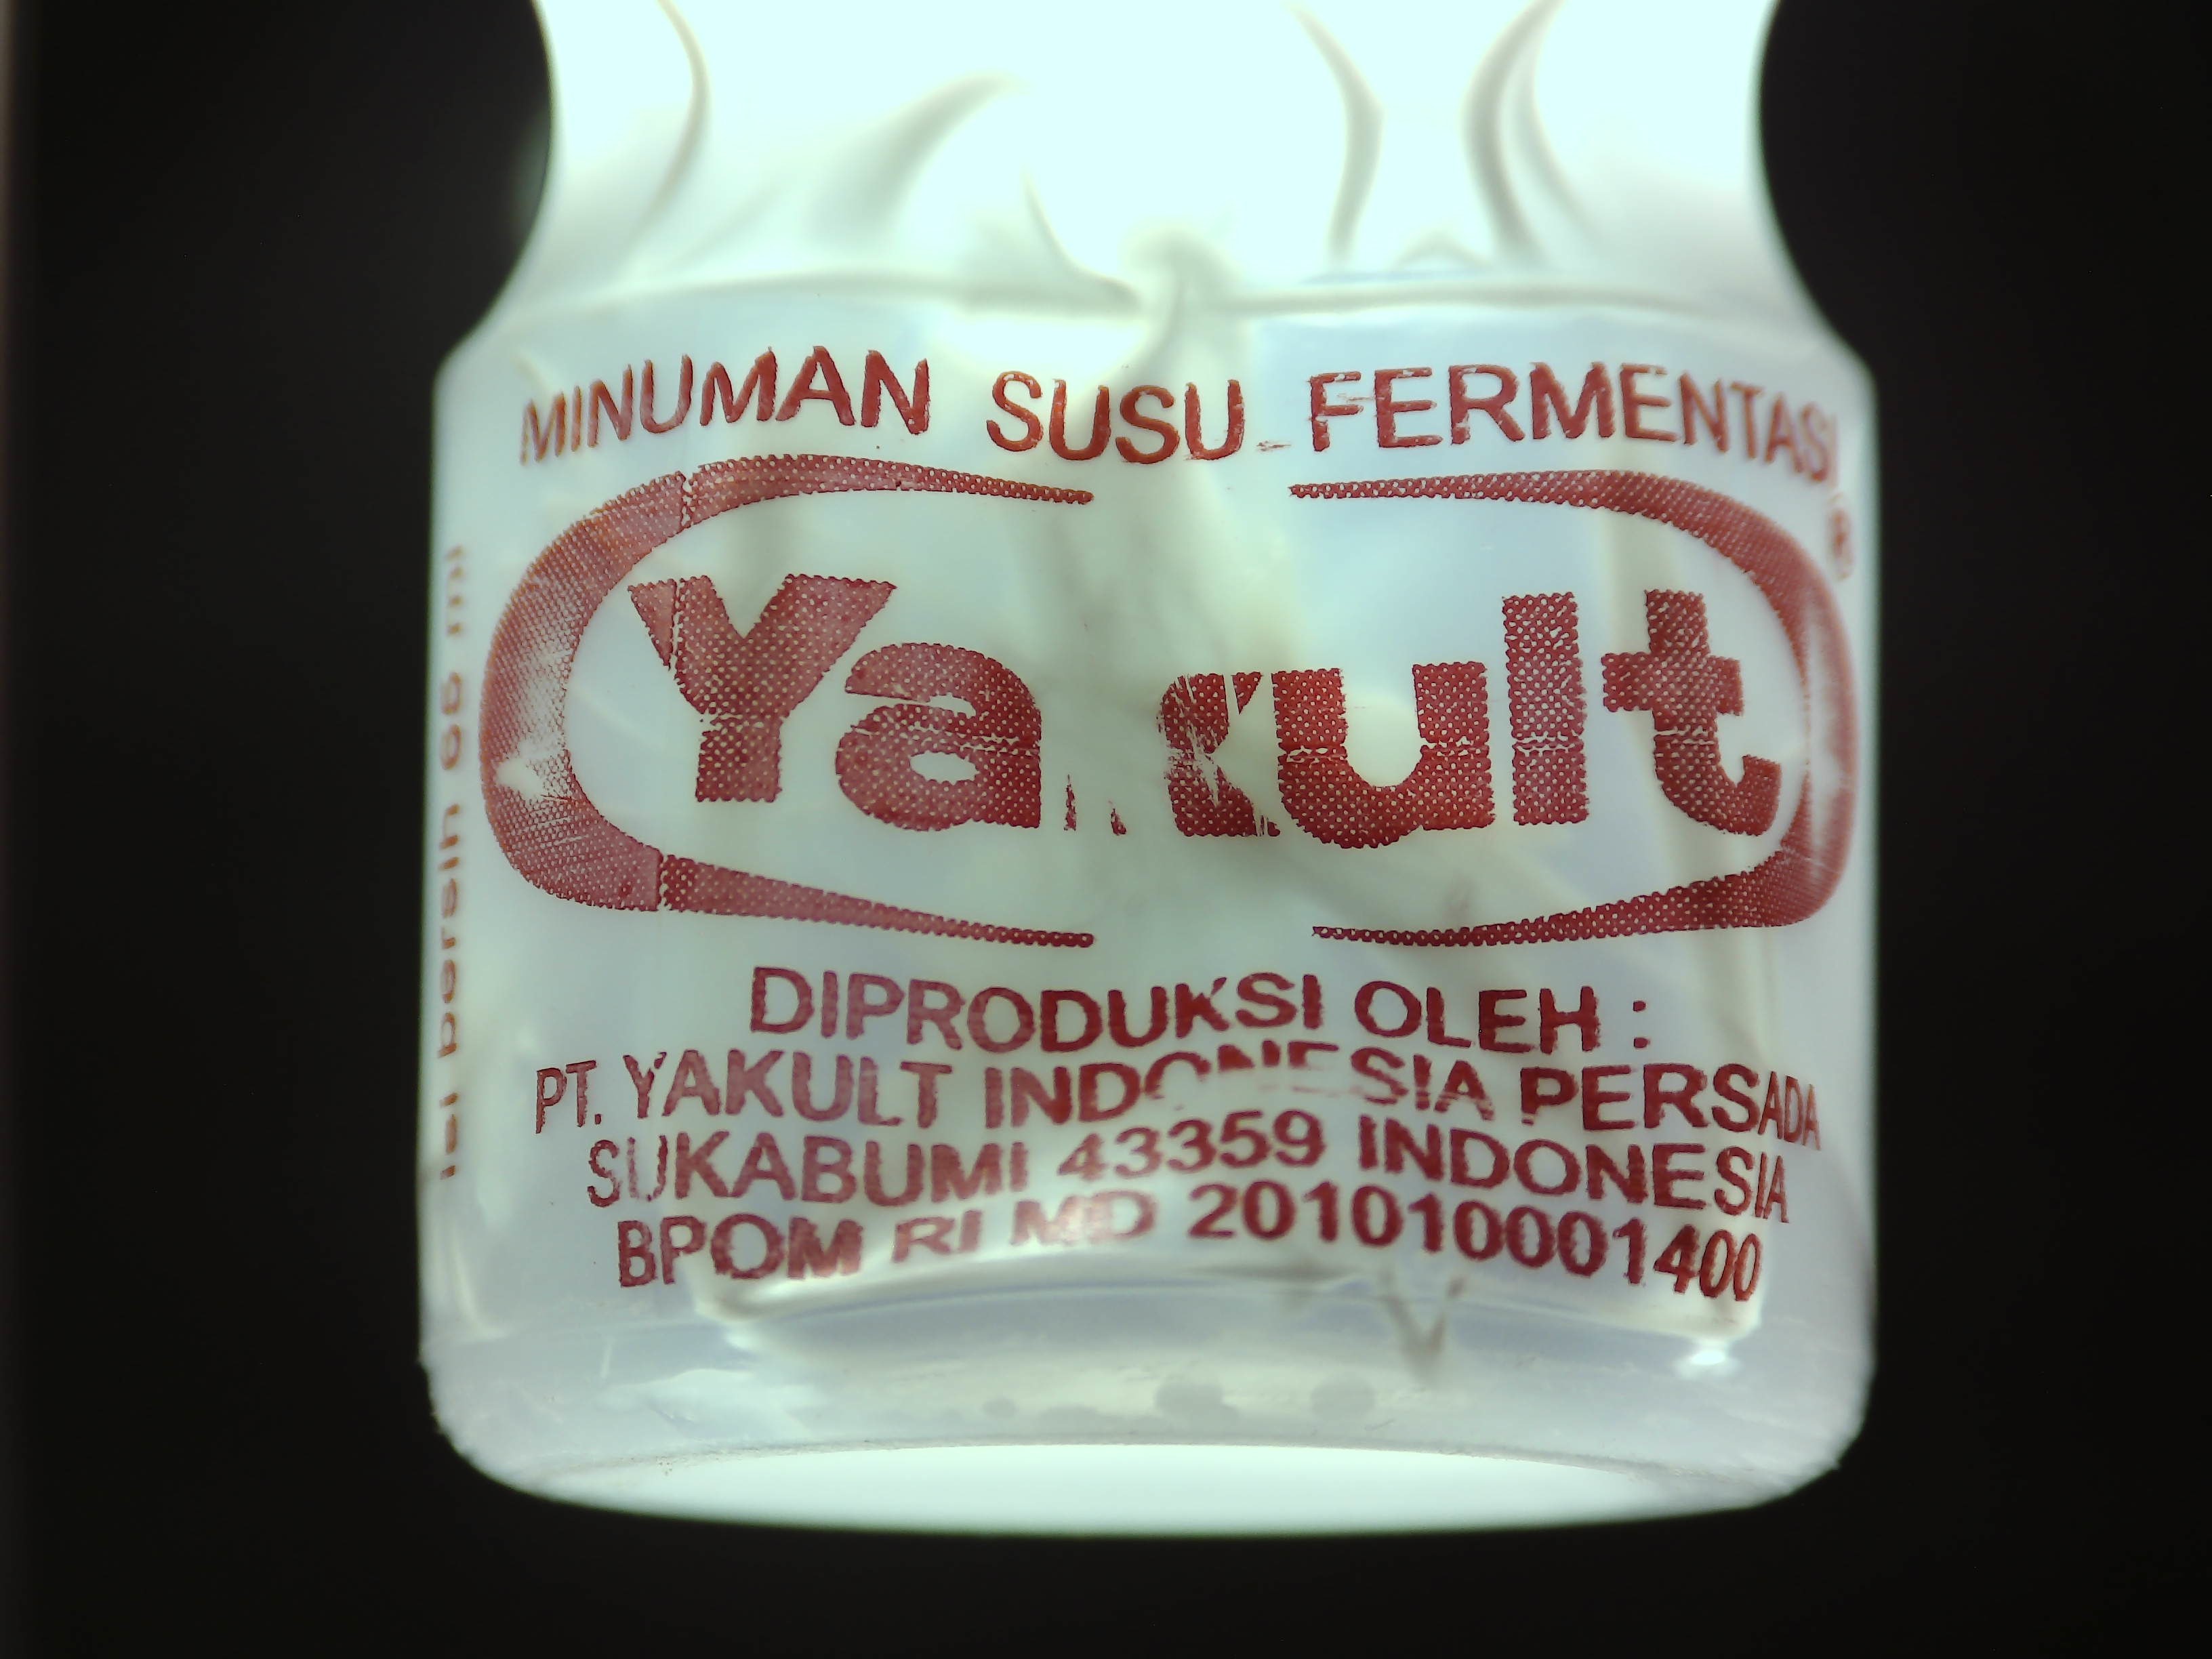 MINUMAN SUSU FERMENTASI
Yakult ®
DIPRODUKSI OLEH :
PT. YAKULT INDONESIA PERSADA
SUKABUMI 43359 INDONESIA
BPOM RI MD 201010001400
Isi bersih 65 ml